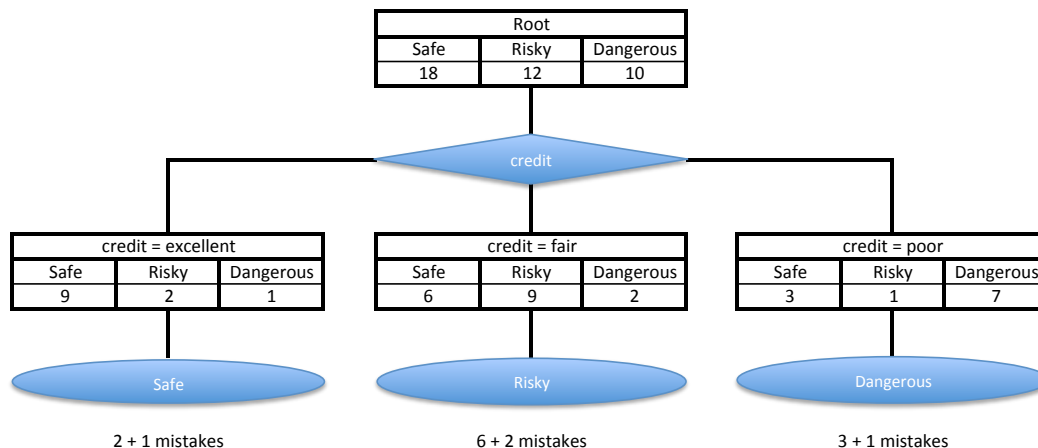 Root
Safe Risky Dangerous
18 12 10
credit
credit = excellent credit = fair credit = poor
Safe Risky Dangerous Safe Risky Dangerous Safe Risky Dangerous
9 2 1 6 9 2 3 1 7
Safe Risky Dangerous
2 + 1 mistakes 6 + 2 mistakes 3 + 1 mistakes